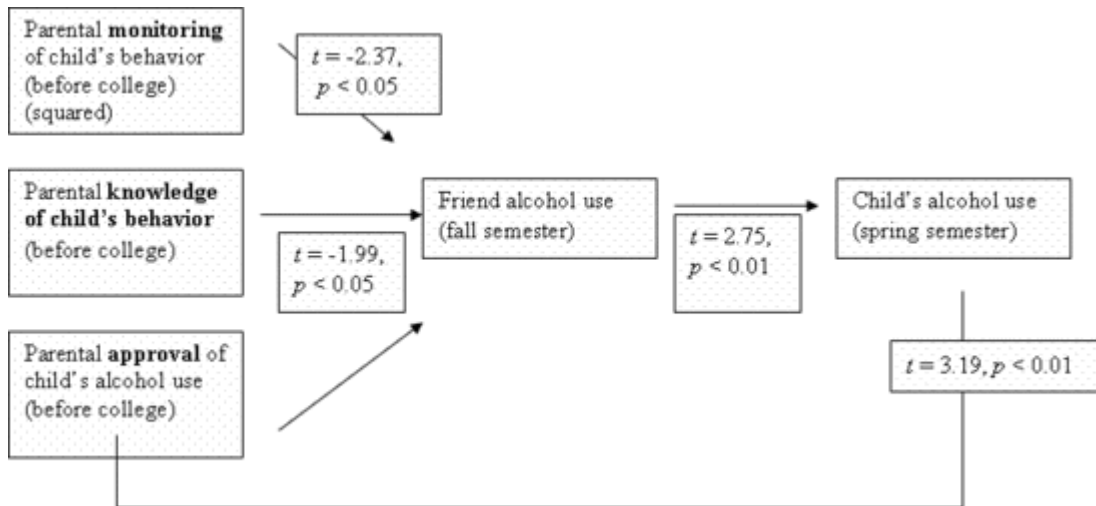 Parental monitoring
of child's behavior
(before college)
(squared)
t = -2.37,
p < 0.05
Parental knowledge
of child's behavior
(before college)
t = -1.99,
p < 0.05
Friend alcohol use
(fall semester)
t = 2.75,
p < 0.01
Child's alcohol use
(spring semester)
Parental approval of
child's alcohol use
(before college)
t = 3.19, p < 0.01